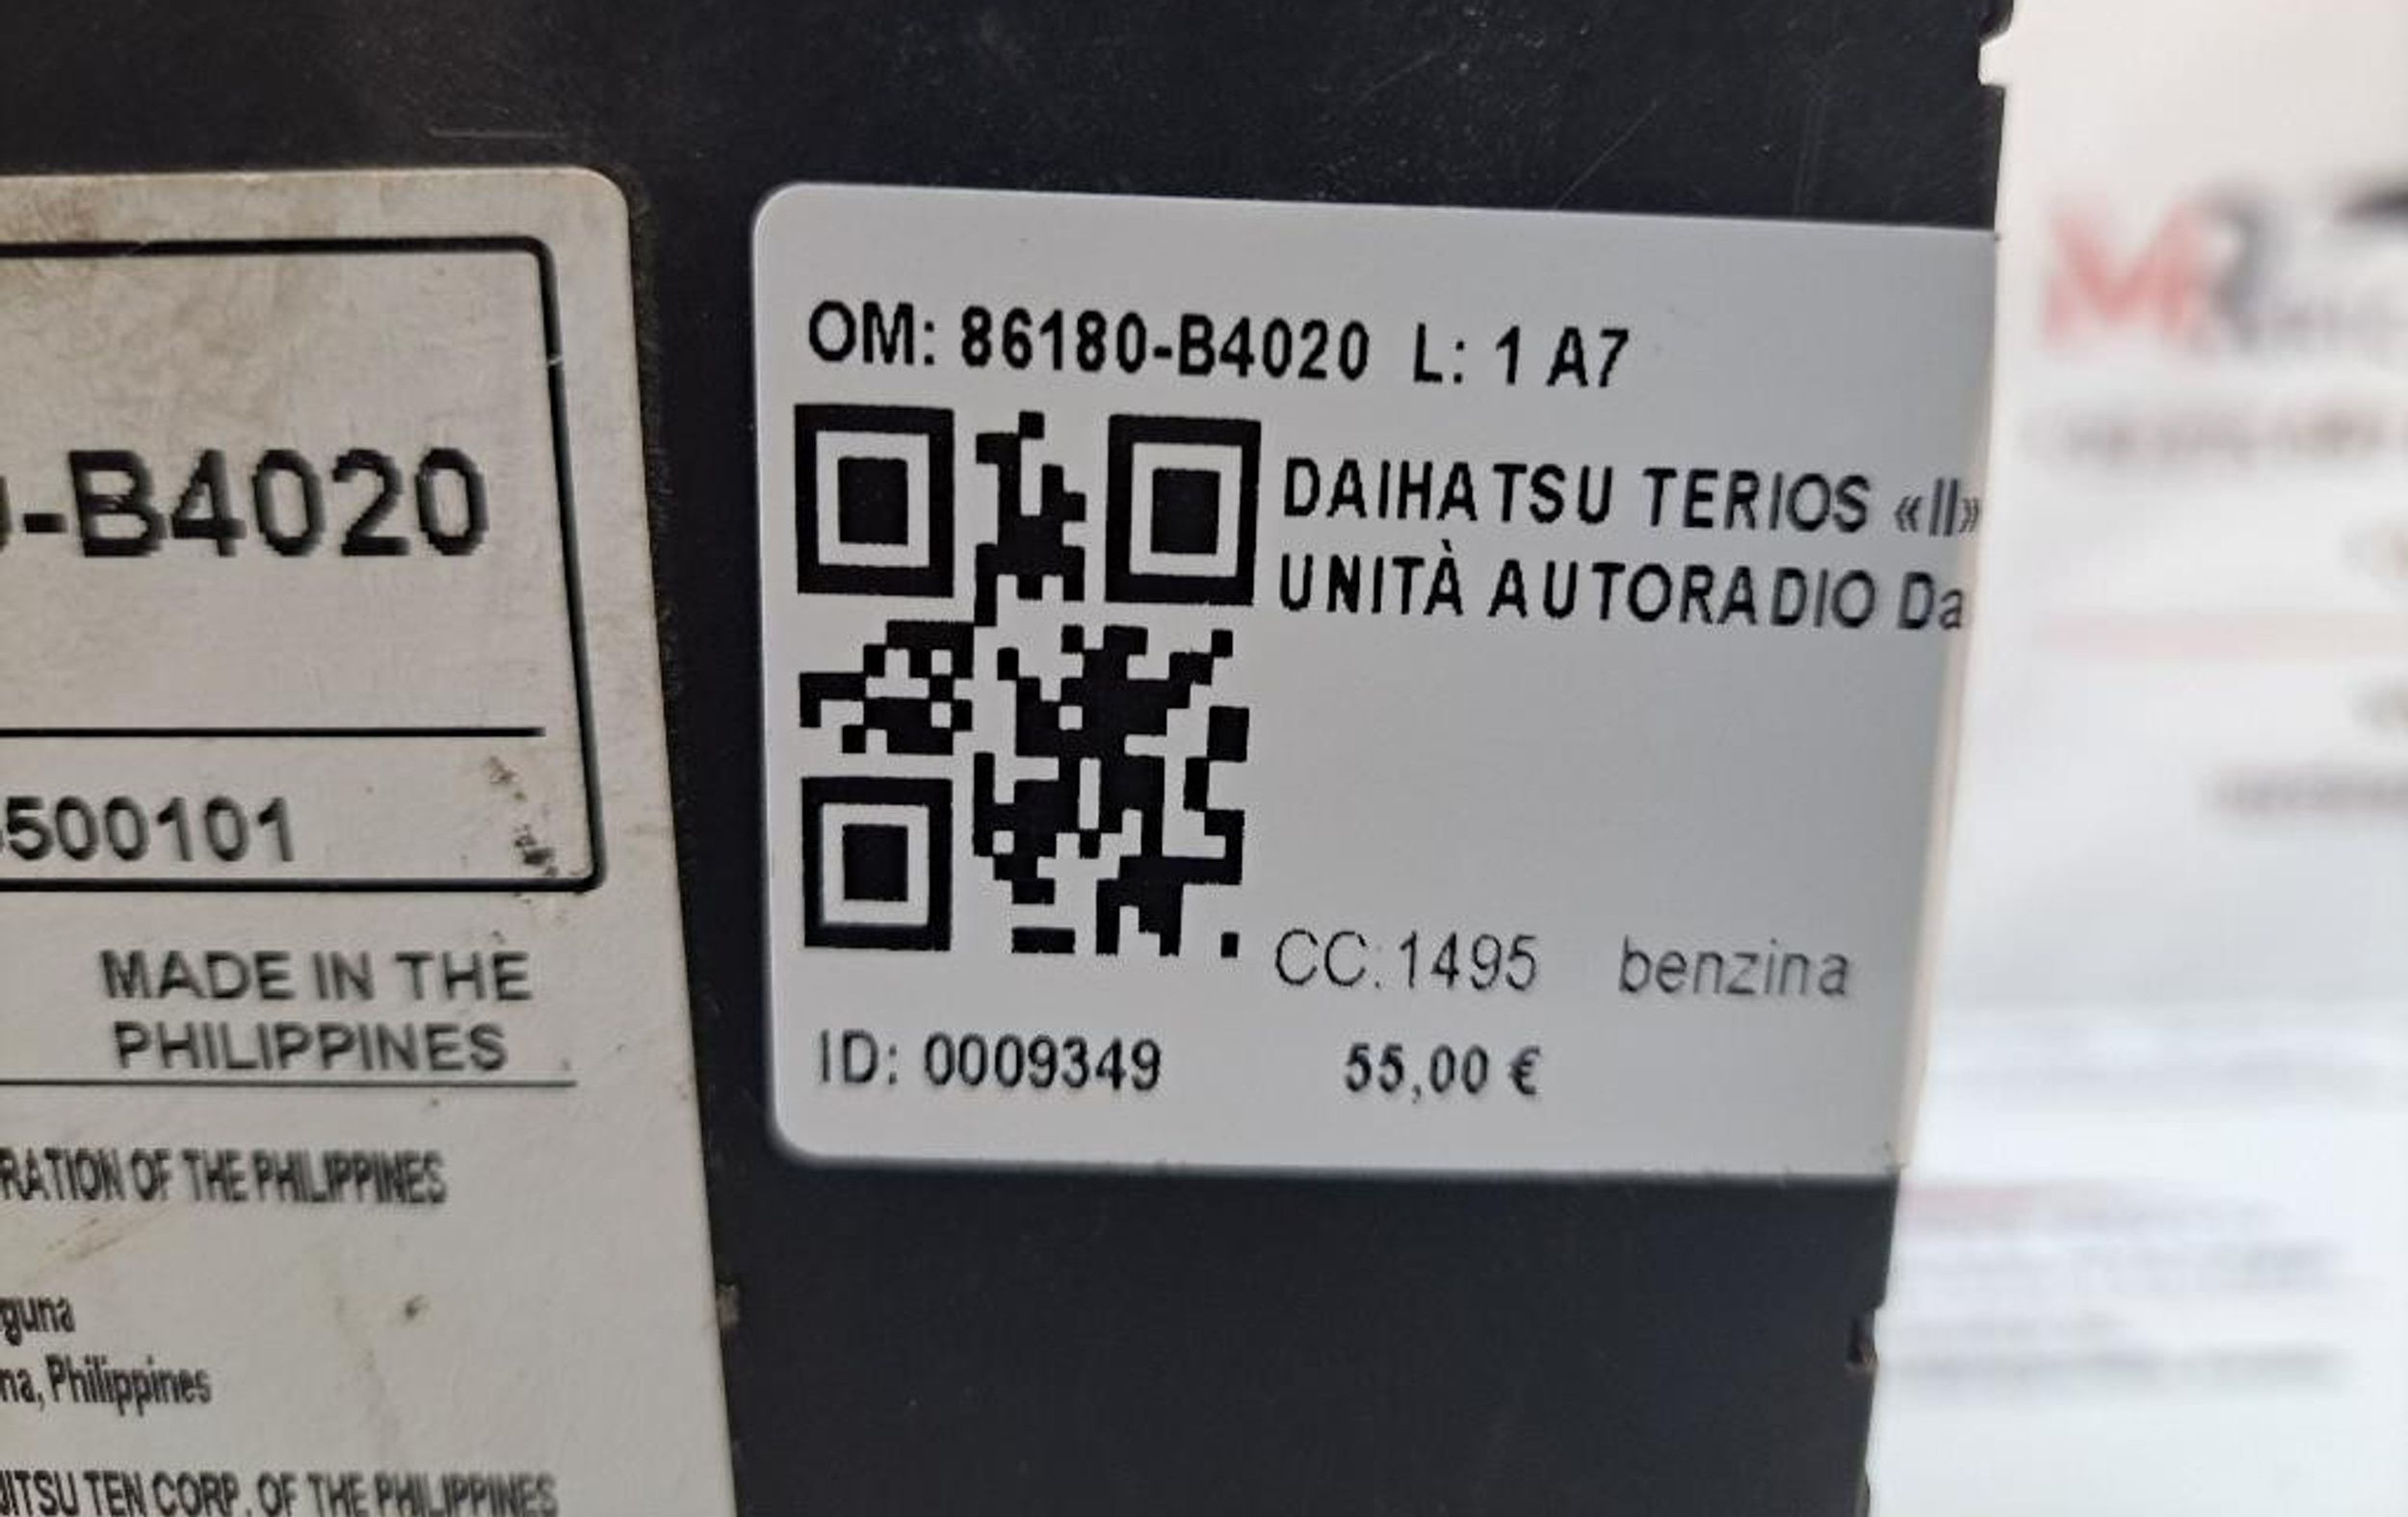 -B4020
500101
MADE IN THE
PHILIPPINES
RATION OF THE PHILIPPINES
guna
na, Philippines
ITSU TEN CORP. OF THE PHILIPPINES
OM: 86180-B4020 L: 1 A7
DAIHATSU TERIOS «II»
UNITÀ AUTORADIO Da
CC:1495 benzina
ID: 0009349 55,00 €